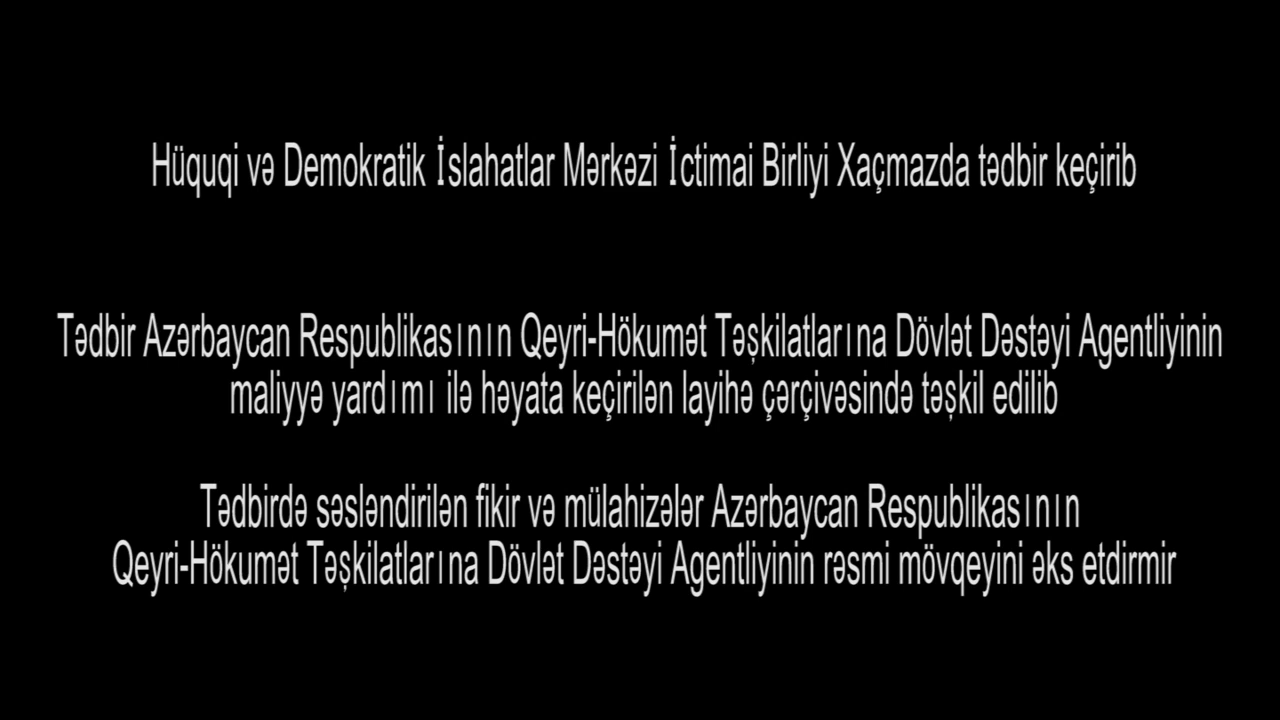 Hüquqi və Demokratik İslahatlar Mərkəzi İctimai Birliyi Xaçmazda tədbir keçirib
Tədbir Azərbaycan Respublikasının Qeyri-Hökumət Təşkilatlarına Dövlət Dəstəyi Agentliyinin
maliyyə yardımı ilə həyata keçirilən layihə çərçivəsində təşkil edilib
Tədbirdə səsləndirilən fikir və mülahizələr Azərbaycan Respublikasının
Qeyri-Hökumət Təşkilatlarına Dövlət Dəstəyi Agentliyinin rəsmi mövqeyini əks etdirmir